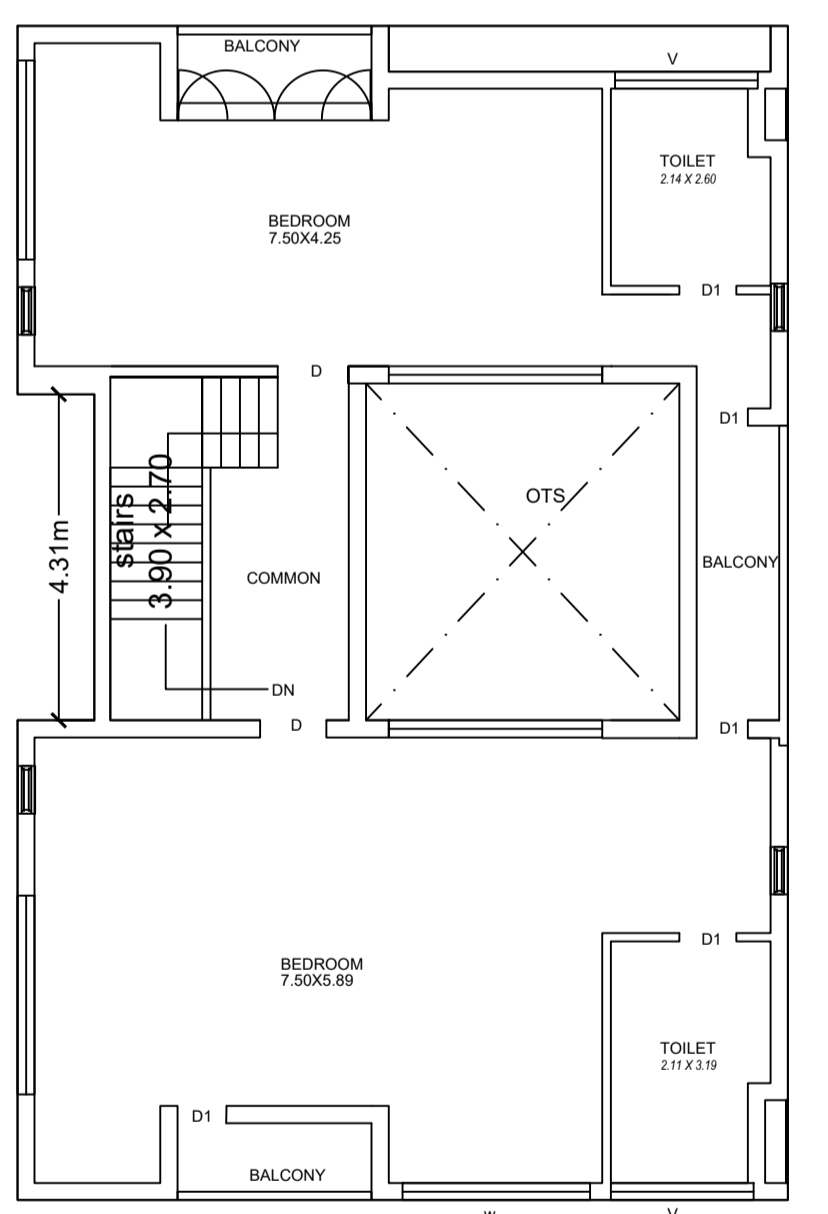 BALCONY
V
TOILET
2.14 X 2.60
BEDROOM
7.50X4.25
D1
D
D1
OTS
stairs
3.90 x 2.70
4.31m
BALCONY
COMMON
DN
D
D1
D1
BEDROOM
7.50X5.89
TOILET
2.11 X 3.19
D1
BALCONY